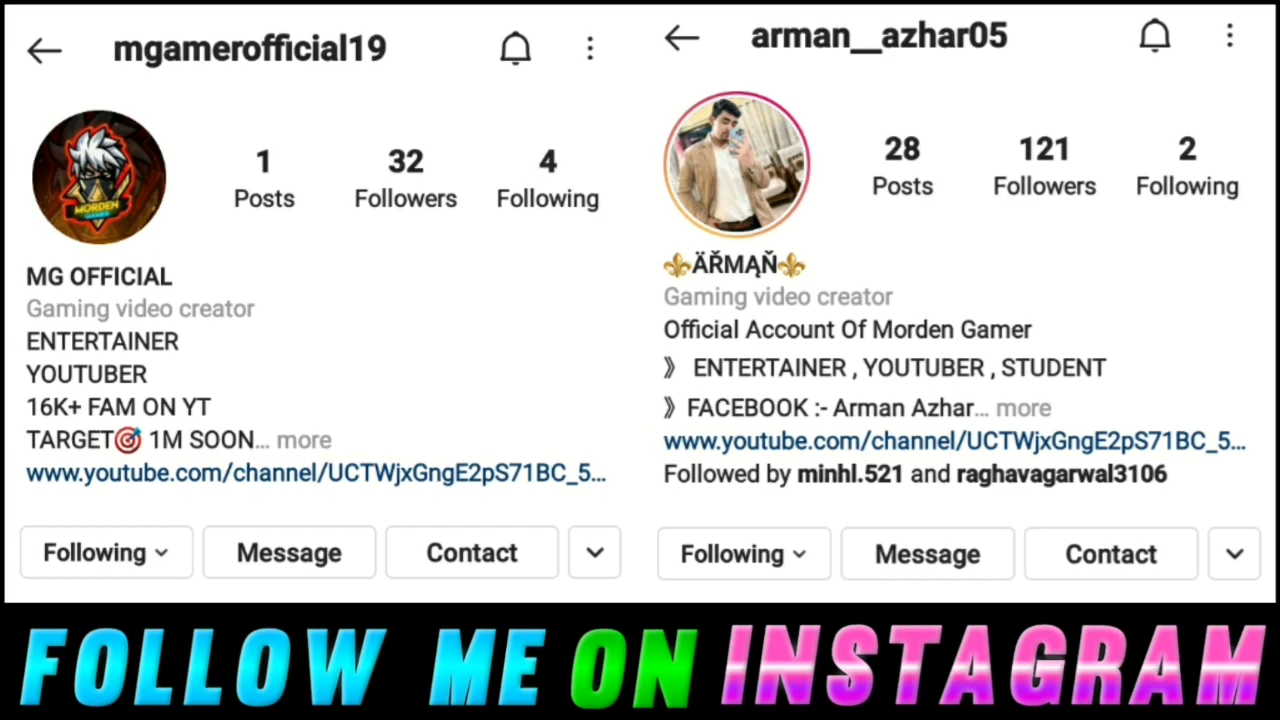 mgamerofficial19
1 32 4
Posts Followers Following
MORDEN
GAMER
MG OFFICIAL
Gaming video creator
ENTERTAINER
YOUTUBER
16K+ FAM ON YT
TARGET🎯 1M SOON... more
www.youtube.com/channel/UCTWjxGngE2pS71BC_5...
Following Message Contact
arman__azhar05
28 121 2
Posts Followers Following
⚜ÄŘMĄŇ⚜
Gaming video creator
Official Account Of Morden Gamer
》 ENTERTAINER , YOUTUBER , STUDENT
》FACEBOOK :- Arman Azhar... more
www.youtube.com/channel/UCTWjxGngE2pS71BC_5...
Followed by minhl.521 and raghavagarwal3106
Following Message Contact
FOLLOW ME ON INSTAGRAM